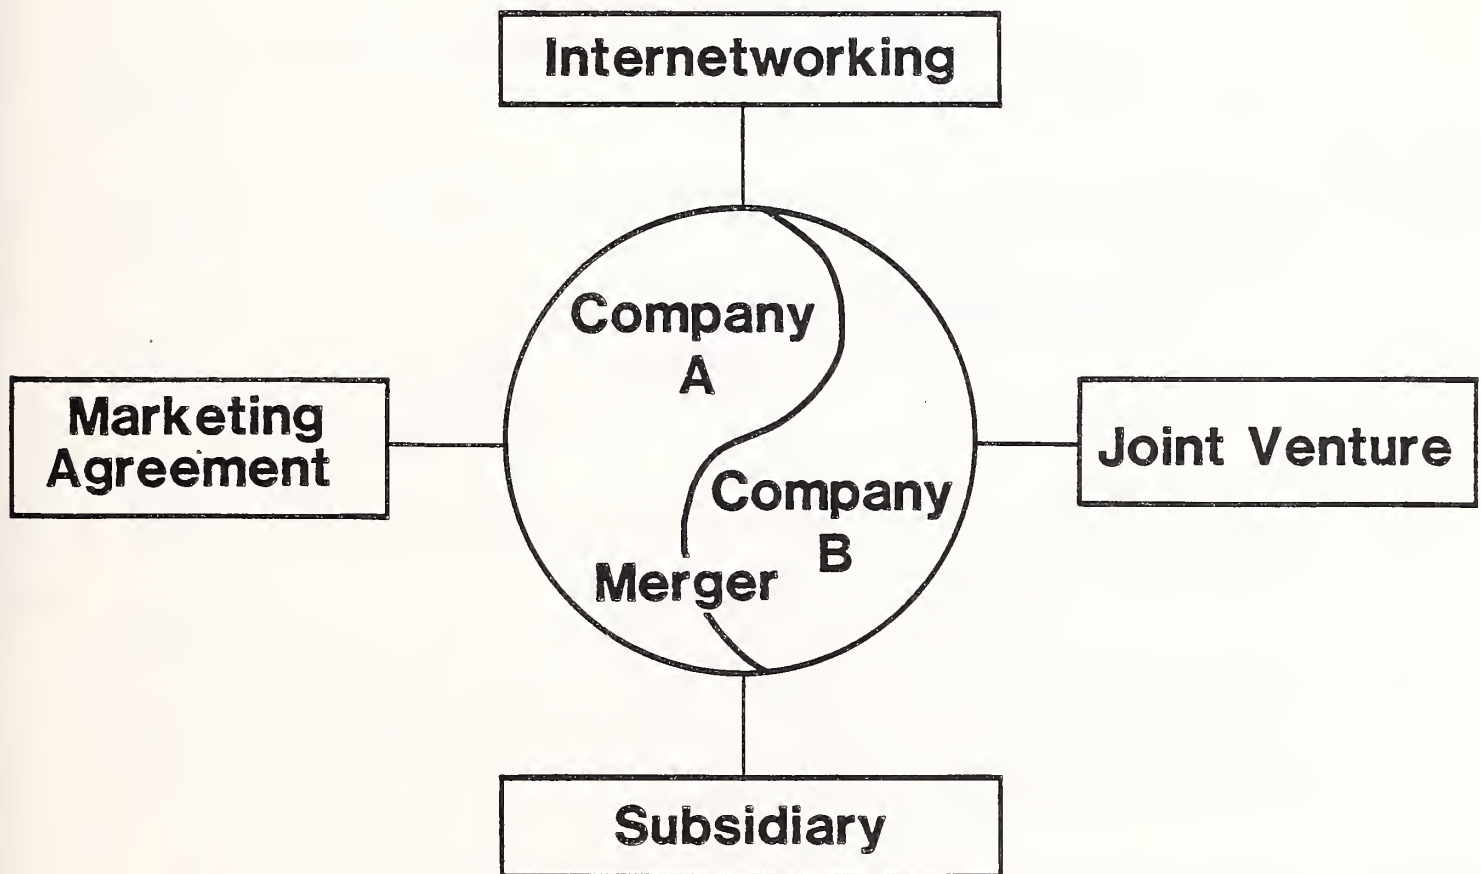 Internetworking
Company
A
Marketing
Agreement
Joint Venture
Company
B
Merger
Subsidiary